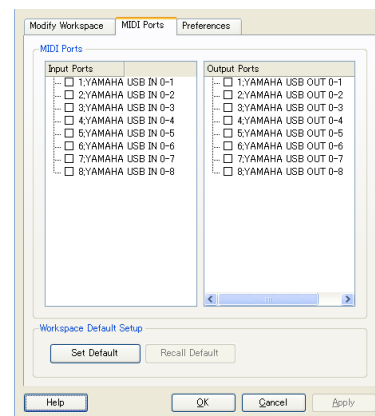 Modify Workspace MIDI Ports Preferences
MIDI Ports
Input Ports
1;YAMAHA USB IN 0-1
2;YAMAHA USB IN 0-2
3;YAMAHA USB IN 0-3
4;YAMAHA USB IN 0-4
5;YAMAHA USB IN 0-5
6;YAMAHA USB IN 0-6
7;YAMAHA USB IN 0-7
8;YAMAHA USB IN 0-8
Output Ports
1;YAMAHA USB OUT 0-1
2;YAMAHA USB OUT 0-2
3;YAMAHA USB OUT 0-3
4;YAMAHA USB OUT 0-4
5;YAMAHA USB OUT 0-5
6;YAMAHA USB OUT 0-6
7;YAMAHA USB OUT 0-7
8;YAMAHA USB OUT 0-8
Workspace Default Setup
Set Default Recall Default
Help OK Cancel Apply